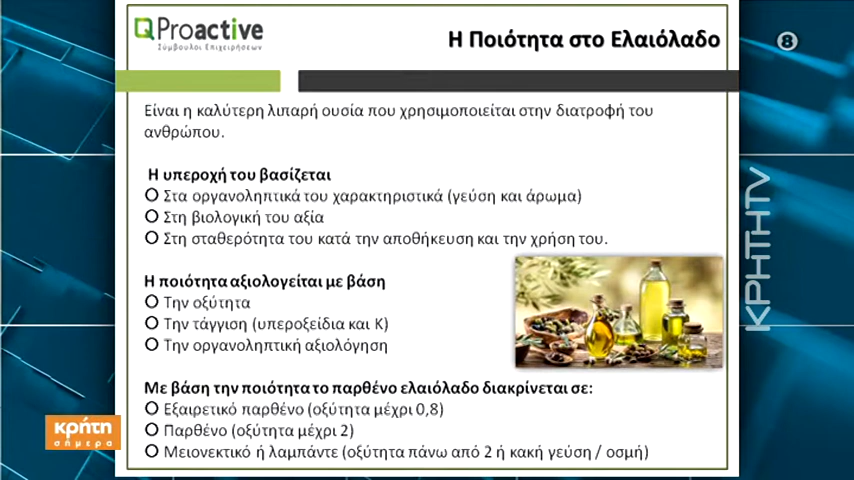 Proactive
Σύμβουλοι Επιχειρήσεων
Η Ποιότητα στο Ελαιόλαδο
8
Είναι η καλύτερη λιπαρή ουσία που χρησιμοποιείται στην διατροφή του
ανθρώπου.
Η υπεροχή του βασίζεται
Στα οργανοληπτικά του χαρακτηριστικά (γεύση και άρωμα)
Στη βιολογική του αξία
Στη σταθερότητα του κατά την αποθήκευση και την χρήση του.
Η ποιότητα αξιολογείται με βάση
Την οξύτητα
Την τάγγιση (υπεροξείδια και Κ)
Την οργανοληπτική αξιολόγηση
Με βάση την ποιότητα το παρθένο ελαιόλαδο διακρίνεται σε:
Εξαιρετικό παρθένο (οξύτητα μέχρι 0,8)
Παρθένο (οξύτητα μέχρι 2)
Μειονεκτικό ή λαμπάντε (οξύτητα πάνω από 2 ή κακή γεύση / οσμή)
ΚΡΗΤΗTV
κρήτη
σήμερα